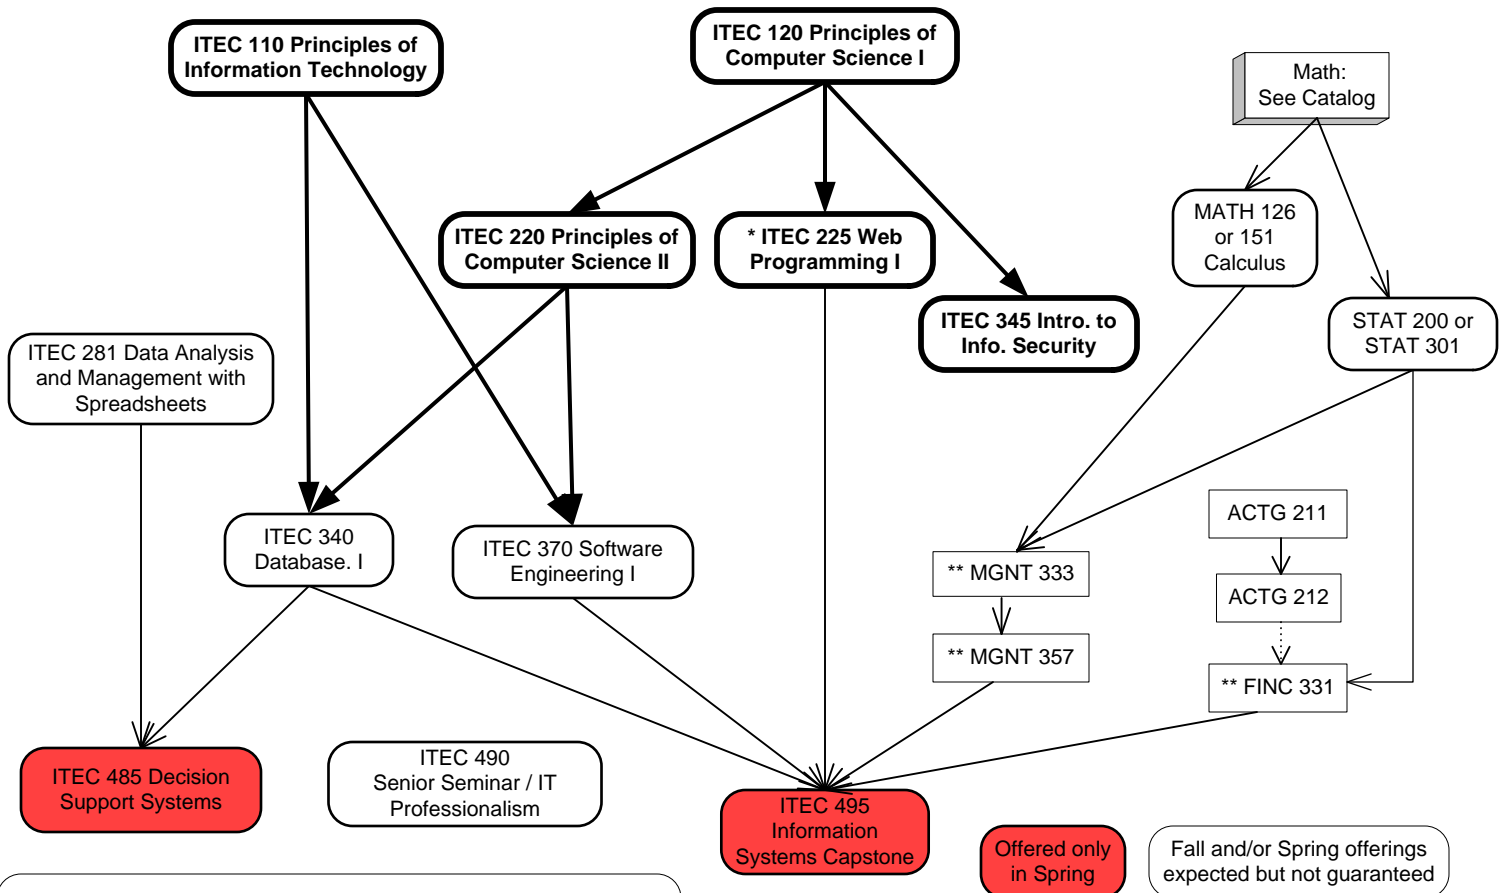 ITEC 110 Principles of
Information Technology
ITEC 120 Principles of
Computer Science I
Math:
See Catalog
ITEC 220 Principles of
Computer Science II
* ITEC 225 Web
Programming I
MATH 126
or 151
Calculus
ITEC 345 Intro. to
Info. Security
STAT 200 or
STAT 301
ITEC 281 Data Analysis
and Management with
Spreadsheets
ITEC 340
Database. I
ITEC 370 Software
Engineering I
** MGNT 333
ACTG 211
ACTG 212
** MGNT 357
** FINC 331
ITEC 485 Decision
Support Systems
ITEC 490
Senior Seminar / IT
Professionalism
ITEC 495
Information
Systems Capstone
Offered only
in Spring
Fall and/or Spring offerings
expected but not guaranteed